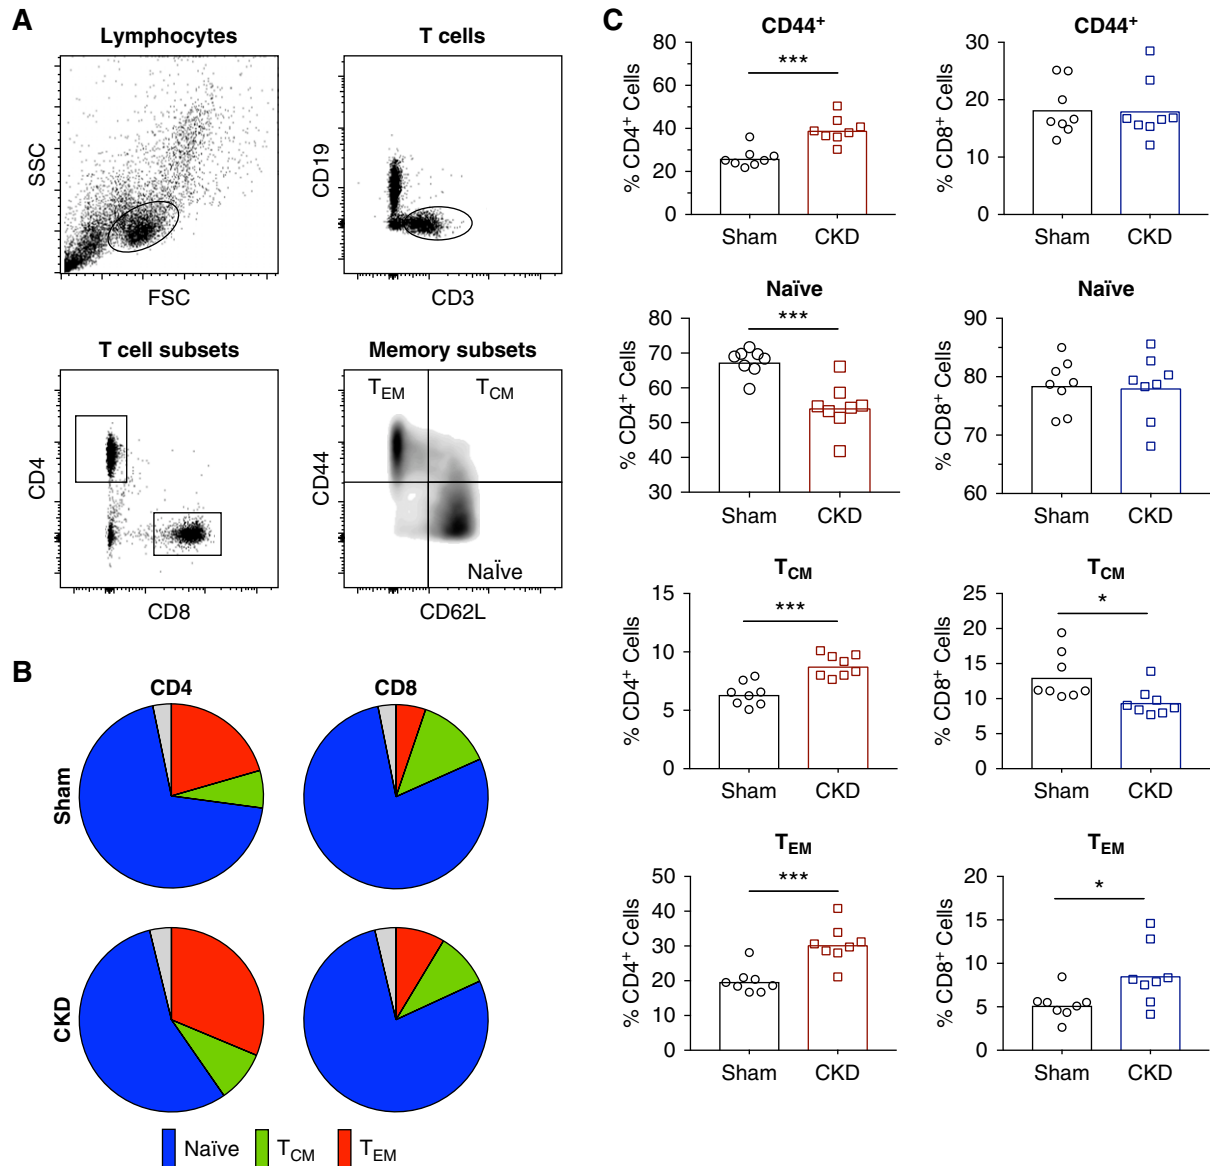 A
Lymphocytes
SSC
FSC
T cells
CD19
CD3
T cell subsets
CD4
CD8
Memory subsets
TEM
TCM
CD44
NaÏve
CD62L
B
CD4
CD8
Sham
CKD
Naïve
TCM
TEM
C
CD44+
% CD4+ Cells
80
60
40
20
0
***
Sham
CKD
CD44+
% CD8+ Cells
30
20
10
0
Sham
CKD
Naïve
% CD4+ Cells
80
70
60
50
40
30
***
Sham
CKD
Naïve
% CD8+ Cells
90
80
70
60
Sham
CKD
TCM
% CD4+ Cells
15
10
5
0
***
Sham
CKD
TCM
% CD8+ Cells
25
20
15
10
5
0
*
Sham
CKD
TEM
% CD4+ Cells
50
40
30
20
10
0
***
Sham
CKD
TEM
% CD8+ Cells
20
15
10
5
0
*
Sham
CKD